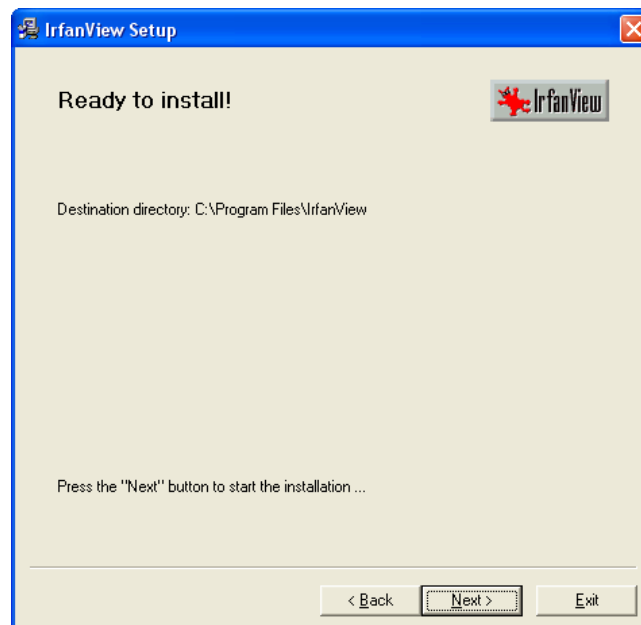 IrfanView Setup
Ready to install!
IrfanView
Destination directory: C:\Program Files\IrfanView
Press the "Next" button to start the installation ...
< Back
Next >
Exit